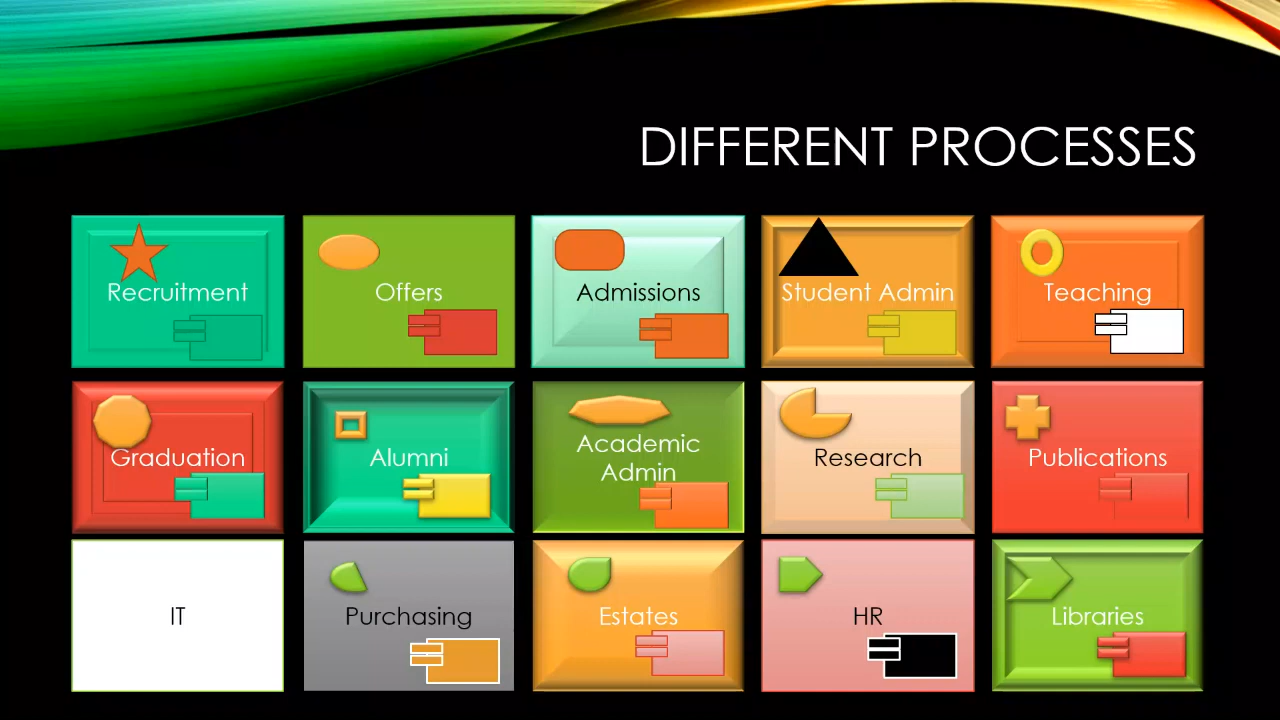 DIFFERENT PROCESSES
Recruitment
Offers
Admissions
Student Admin
Teaching
Graduation
Alumni
Academic
Admin
Research
Publications
IT
Purchasing
Estates
HR
Libraries